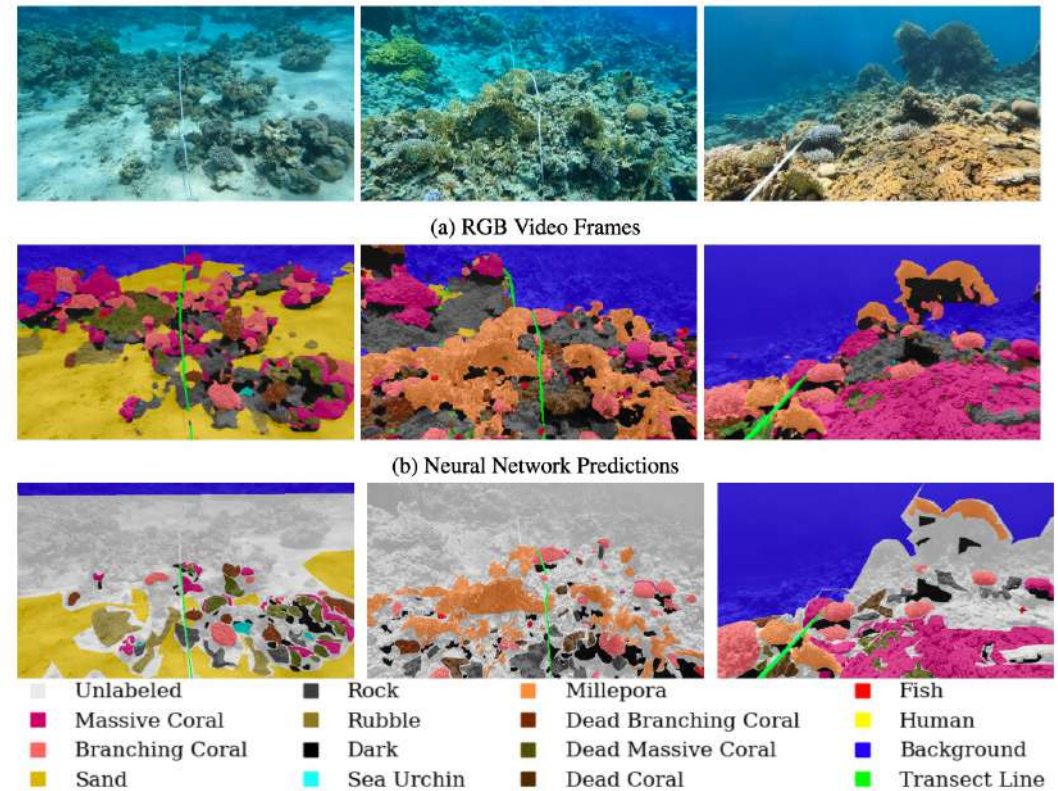 (a) RGB Video Frames
(b) Neural Network Predictions
Unlabeled Rock Millepora Fish
Massive Coral Rubble Dead Branching Coral Human
Branching Coral Dark Dead Massive Coral Background
Sand Sea Urchin Dead Coral Transect Line